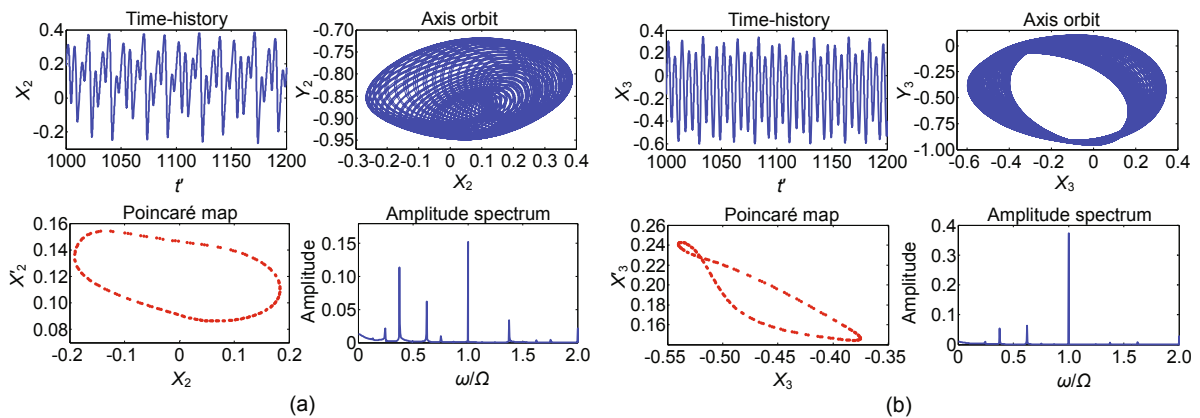 Time-history
X2
0.4
0.2
0
-0.2
1000 1050 1100 1150 1200
t'
Axis orbit
Y2
-0.70
-0.75
-0.80
-0.85
-0.90
-0.95
-0.3 -0.2 -0.1 0 0.1 0.2 0.3 0.4
X2
Poincaré map
X'2
0.16
0.14
0.12
0.10
0.08
-0.2 -0.1 0 0.1 0.2
X2
Amplitude spectrum
Amplitude
0.15
0.10
0.05
0
0 0.5 1.0 1.5 2.0
ω/Ω
(a)
Time-history
X3
0.4
0.2
0
-0.2
-0.4
-0.6
1000 1050 1100 1150 1200
t'
Axis orbit
Y3
0
-0.25
-0.50
-0.75
-1.00
-0.6 -0.4 -0.2 0 0.2 0.4
X3
Poincaré map
X'3
0.26
0.24
0.22
0.20
0.18
0.16
0.14
-0.55 -0.50 -0.45 -0.40 -0.35
X3
Amplitude spectrum
Amplitude
0.4
0.3
0.2
0.1
0
0 0.5 1.0 1.5 2.0
ω/Ω
(b)